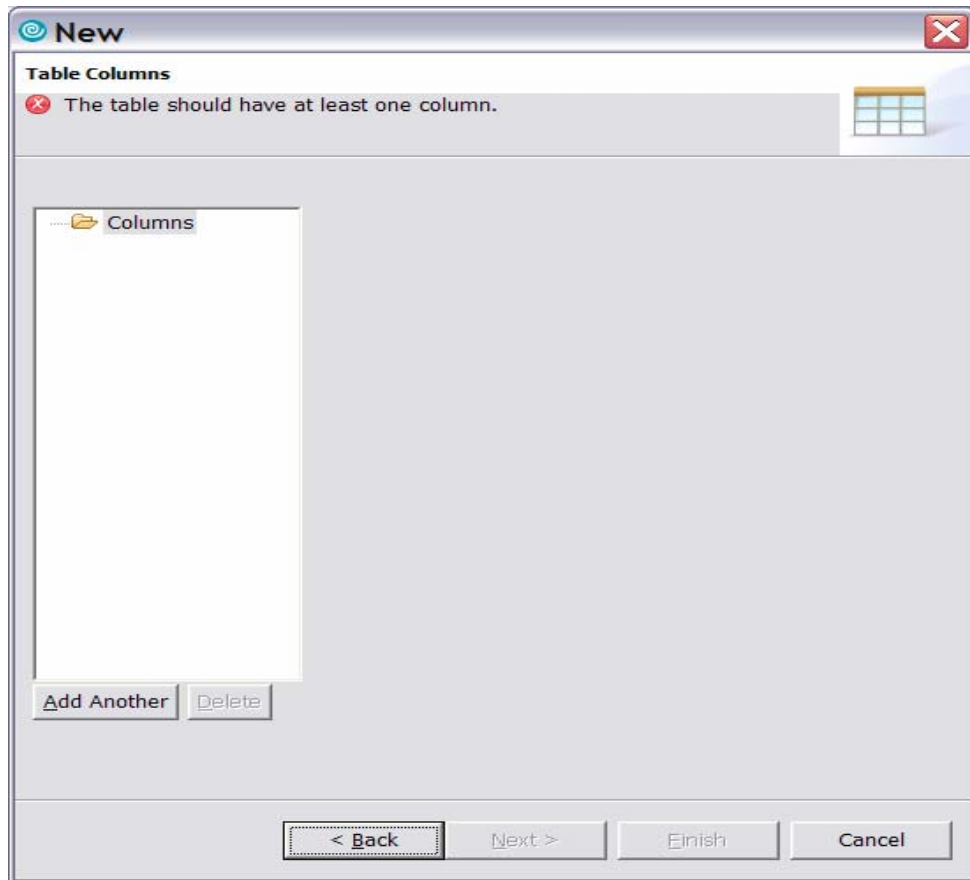 New
Table Columns
The table should have at least one column.
Columns
Add Another Delete
< Back Next > Finish Cancel